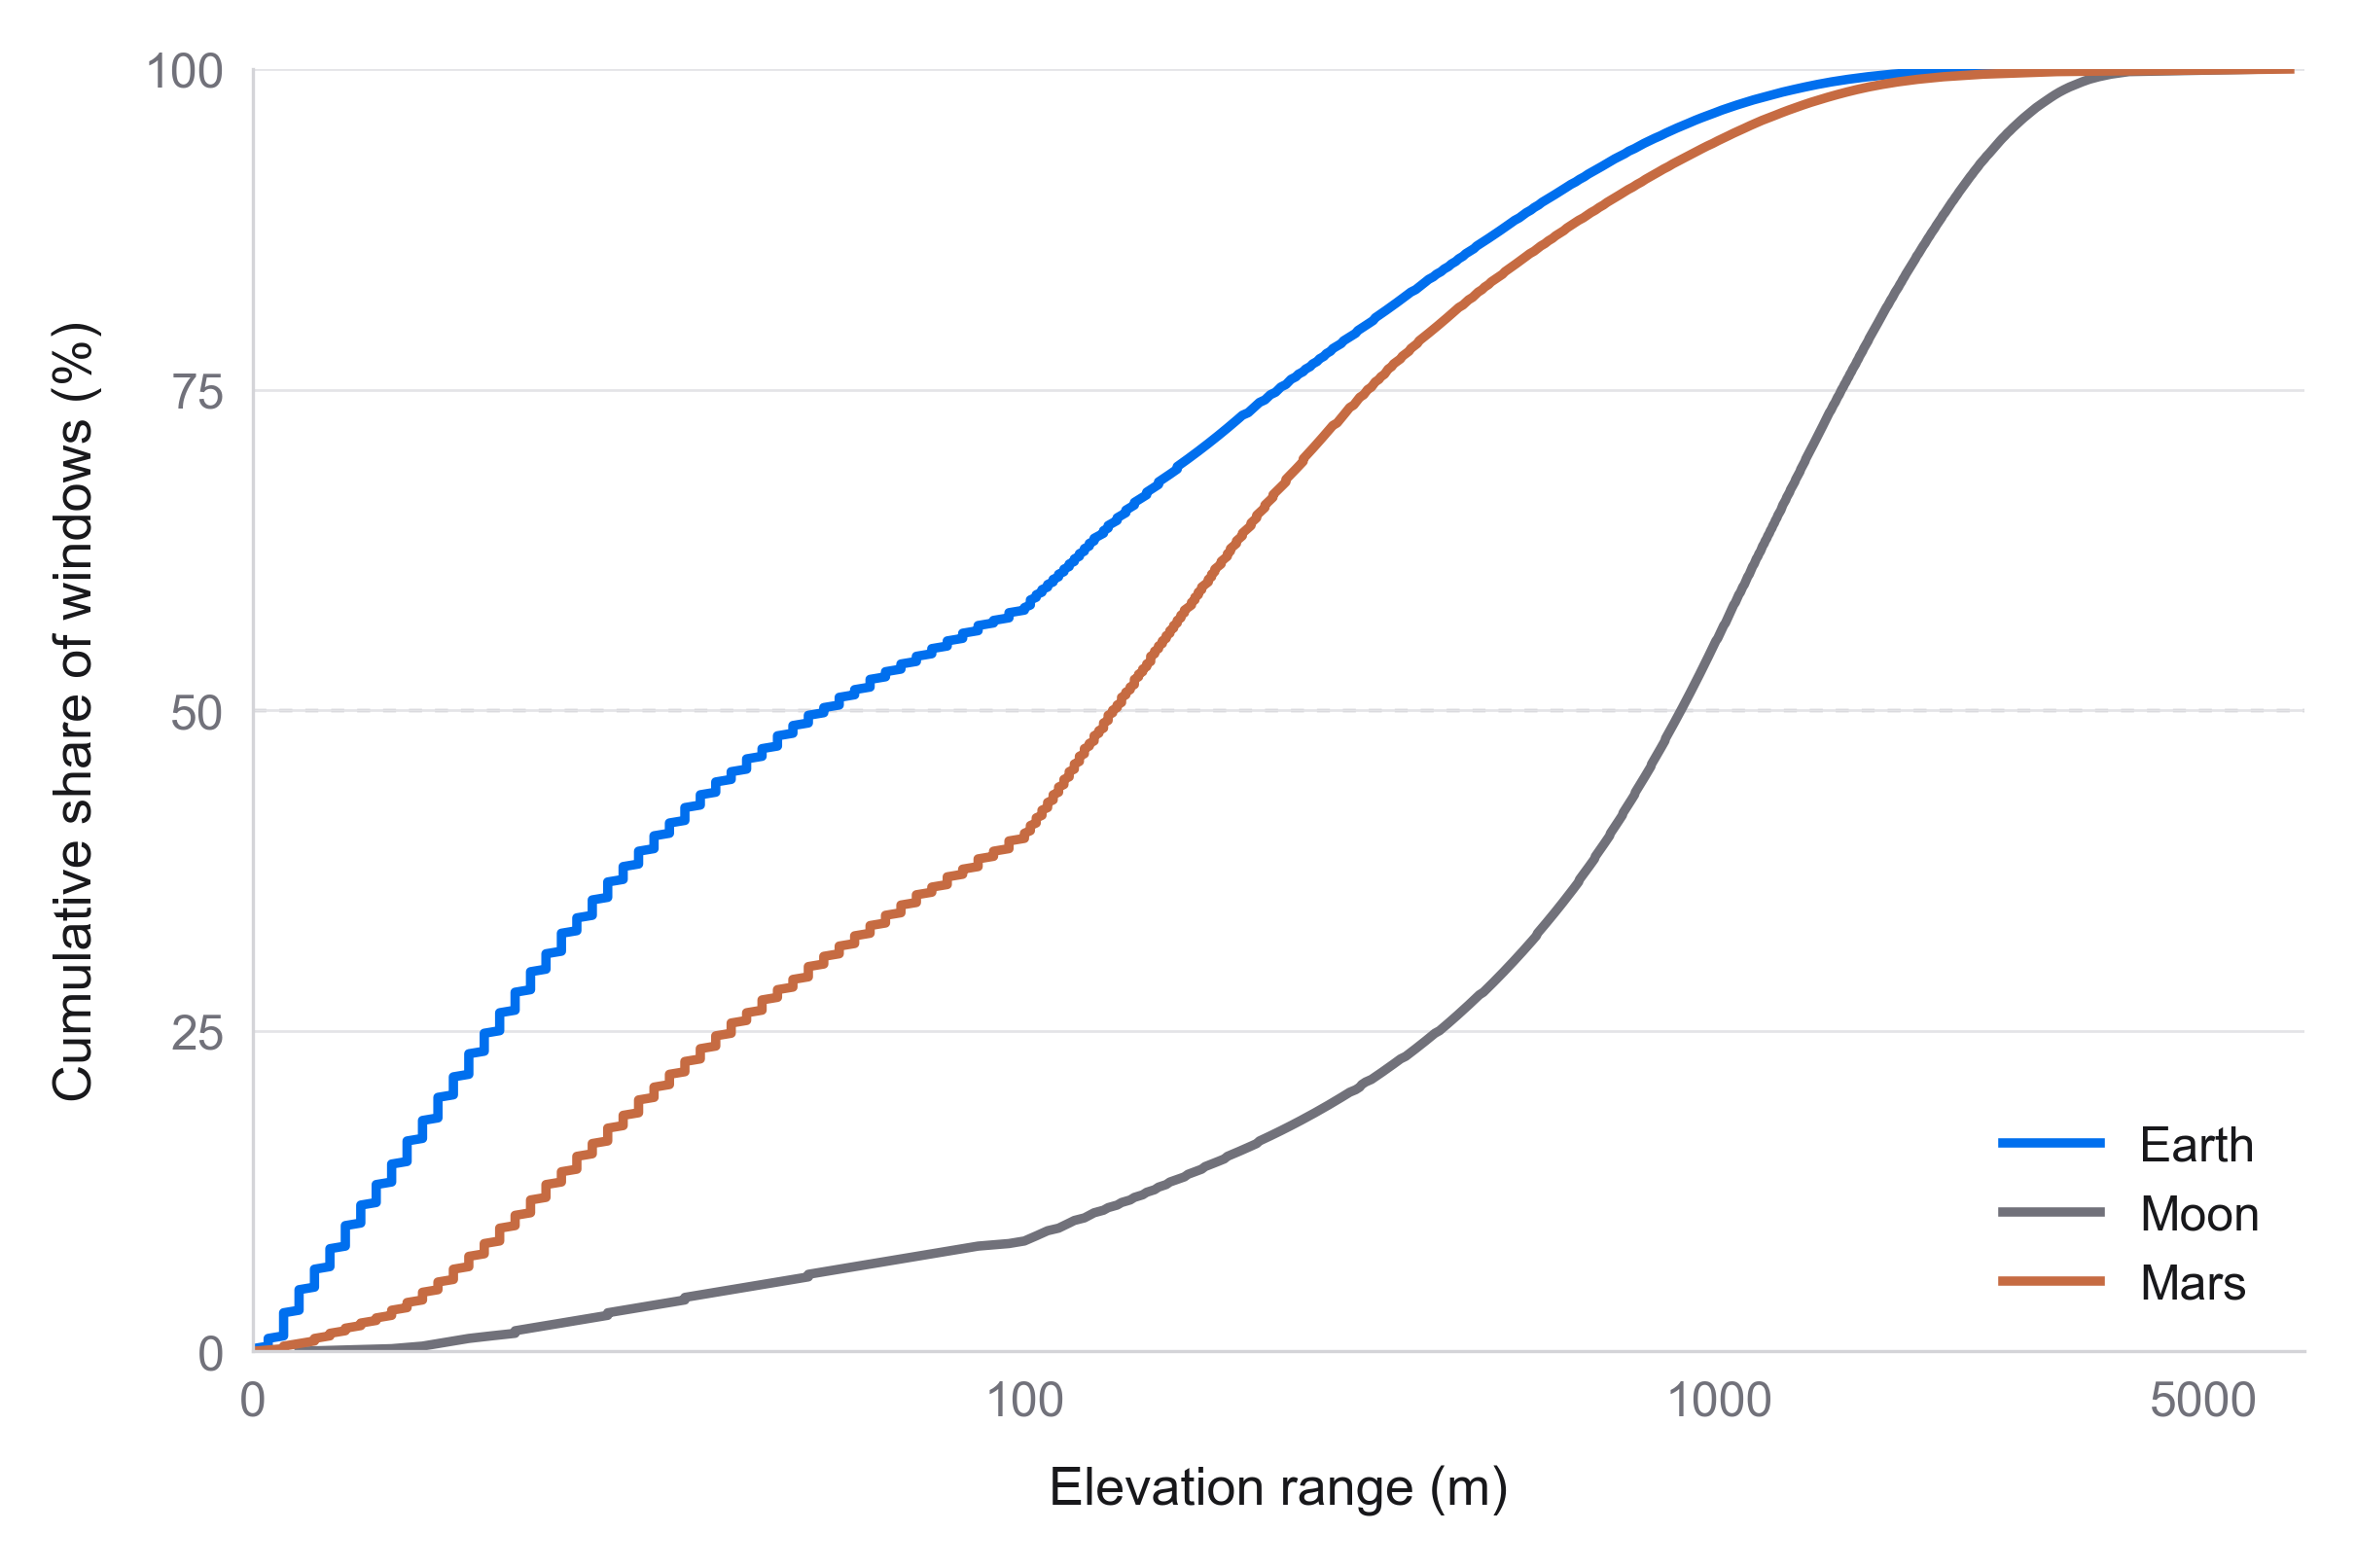 Cumulative share of windows (%)
100
75
50
25
0
0 100 1000 5000
Elevation range (m)
Earth
Moon
Mars